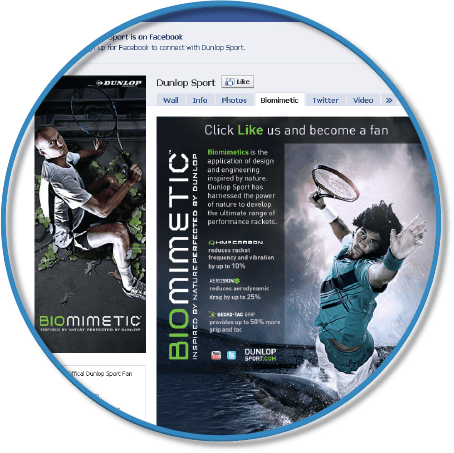 Sport is on Facebook
up for Facebook to connect with Dunlop Sport.
DUNLOP
BIOMIMETIC
INSPIRED BY NATURE PERFECTED BY DUNLOP
Official Dunlop Sport Fan
Dunlop Sport Like
Wall Info Photos Biomimetic Twitter Video »
Click Like us and become a fan
BIOMIMETIC™
INSPIRED BY NATURE PERFECTED BY DUNLOP
Biomimetics is the
application of design
and engineering
inspired by nature.
Dunlop Sport has
harnessed the power
of nature to develop
the ultimate range of
performance rackets.
HM6 CARBON
reduces racket
frequency and vibration
by up to 10%
AEROSKIN
reduces aerodynamic
drag by up to 25%
GECKO-TAC GRIP
provides up to 50% more
grip and tac
DUNLOP
SPORT.COM